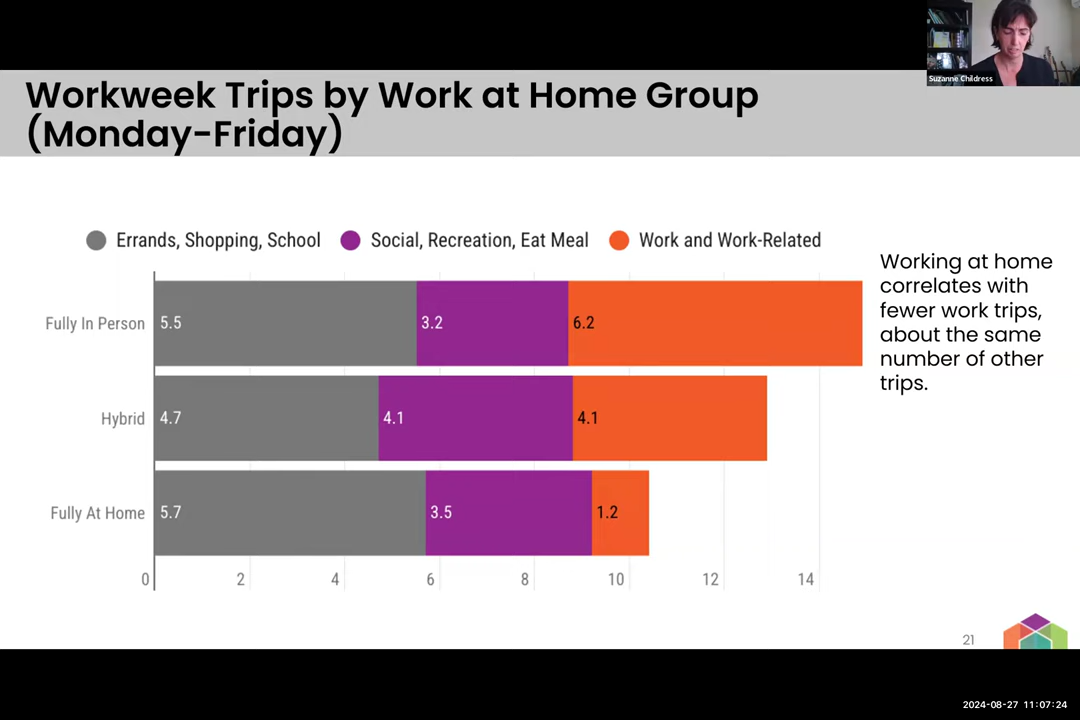 Suzanne Childress
Workweek Trips by Work at Home Group
(Monday-Friday)
Errands, Shopping, School
Social, Recreation, Eat Meal
Work and Work-Related
Fully In Person
5.5
3.2
6.2
Hybrid
4.7
4.1
4.1
Fully At Home
5.7
3.5
1.2
0
2
4
6
8
10
12
14
Working at home
correlates with
fewer work trips,
about the same
number of other
trips.
21
2024-08-27 11:07:24